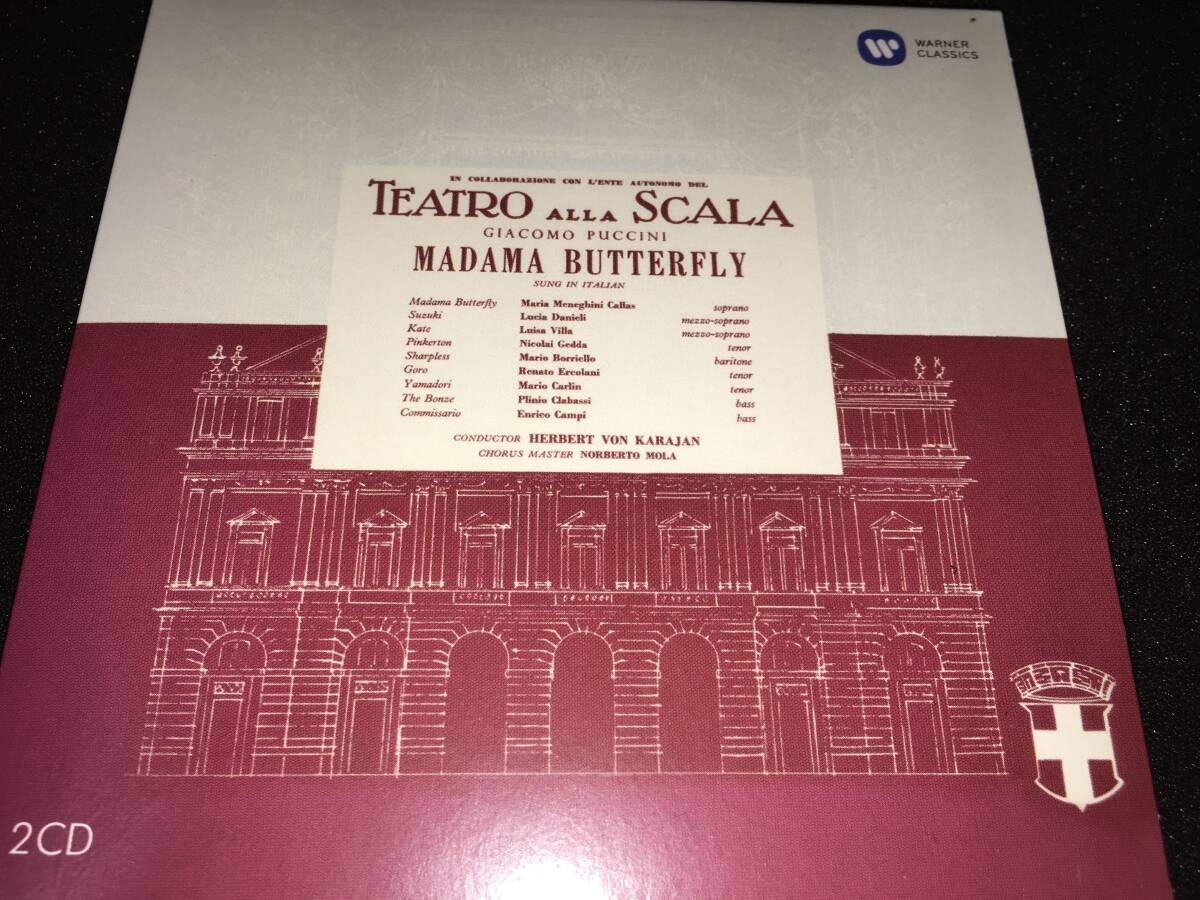 WARNER
CLASSICS
IN COLLABORAZIONE CON L'ENTE AUTONOMO DEL
TEATRO ALLA SCALA
GIACOMO PUCCINI
MADAMA BUTTERFLY
SUNG IN ITALIAN
Madama Butterfly Maria Meneghini Callas soprano
Suzuki Lucia Danieli mezzo-soprano
Kate Luisa Villa mezzo-soprano
Pinkerton Nicolai Gedda tenor
Sharpless Mario Borriello baritone
Goro Renato Ercolani tenor
Yamadori Mario Carlin tenor
The Bonze Plinio Clabassi bass
Commissario Enrico Campi bass
CONDUCTOR HERBERT VON KARAJAN
CHORUS MASTER NORBERTO MOLA
2CD